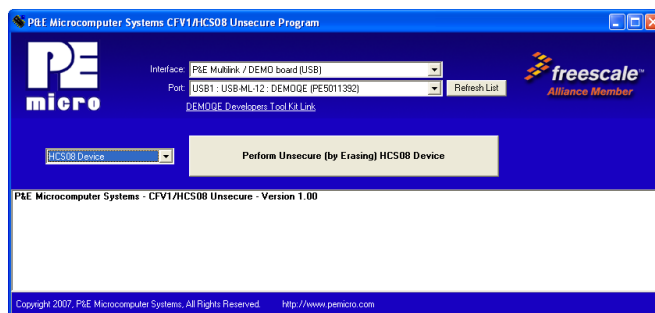 P&E Microcomputer Systems CFV1/HCS08 Unsecure Program
PE
micro
Interface: P&E Multilink / DEMO board (USB)
Port: USB1 : USB-ML-12 : DEMOQE (PE5011392)
Refresh List
DEMOQE Developers Tool Kit Link
freescale™
Alliance Member
HCS08 Device
Perform Unsecure (by Erasing) HCS08 Device
P&E Microcomputer Systems - CFV1/HCS08 Unsecure - Version 1.00
Copyright 2007, P&E Microcomputer Systems, All Rights Reserved. http://www.pemicro.com